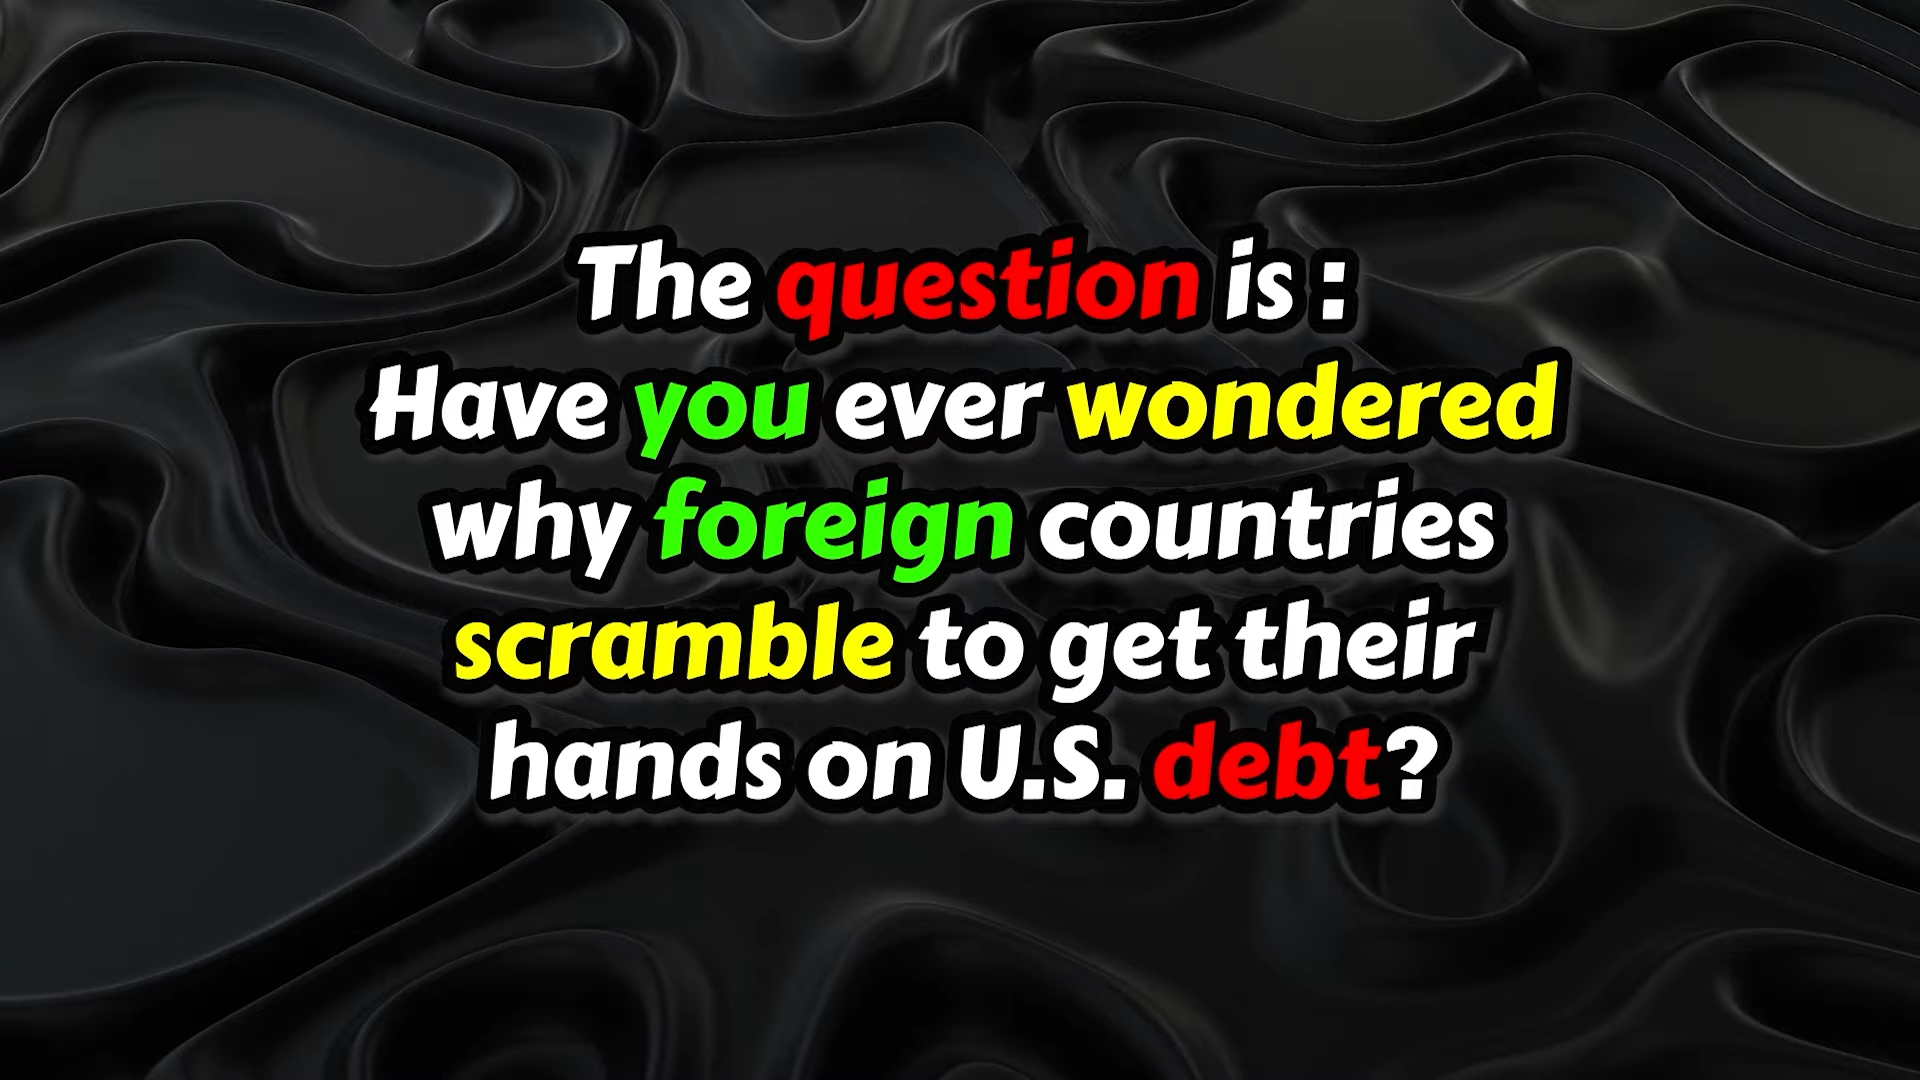 The question is :
Have you ever wondered
why foreign countries
scramble to get their
hands on U.S. debt?